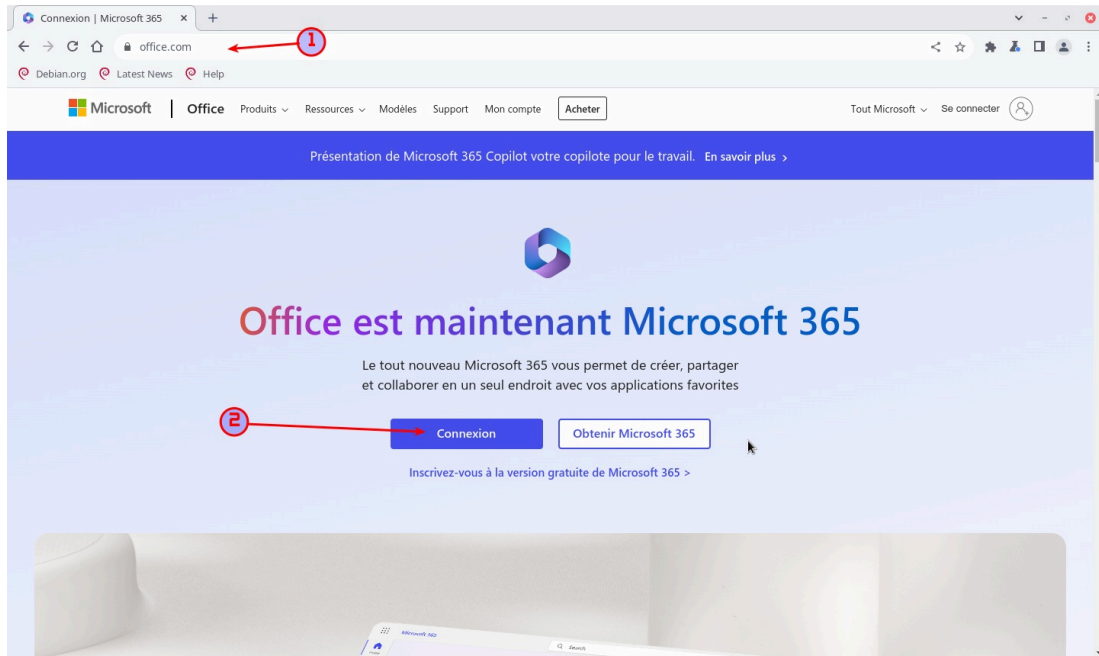 Connexion | Microsoft 365
office.com
1
Debian.org Latest News Help
Microsoft Office Produits Ressources Modèles Support Mon compte Acheter Tout Microsoft Se connecter
Présentation de Microsoft 365 Copilot votre copilote pour le travail. En savoir plus >
Office est maintenant Microsoft 365
Le tout nouveau Microsoft 365 vous permet de créer, partager
et collaborer en un seul endroit avec vos applications favorites
2
Connexion Obtenir Microsoft 365
Inscrivez-vous à la version gratuite de Microsoft 365 >
Microsoft 365
Search